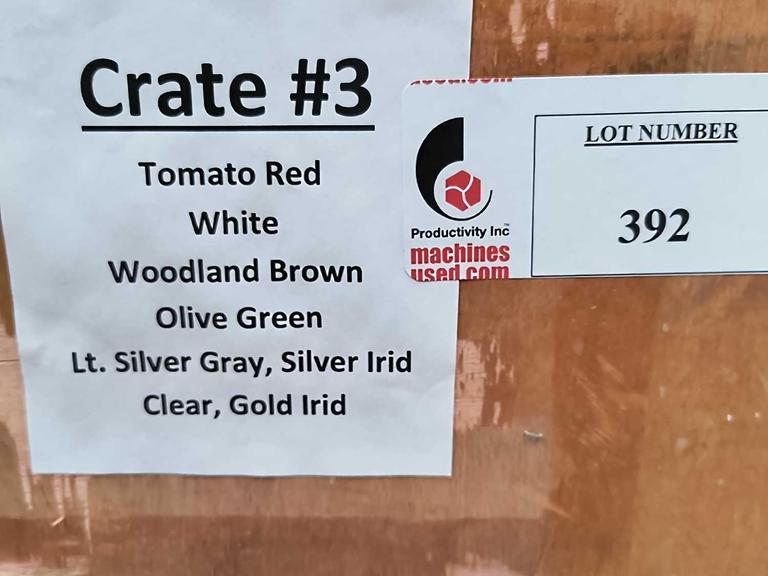 Crate #3
Tomato Red
White
Woodland Brown
Olive Green
Lt. Silver Gray, Silver Irid
Clear, Gold Irid
Productivity Inc™
machines
used.com
LOT NUMBER
392